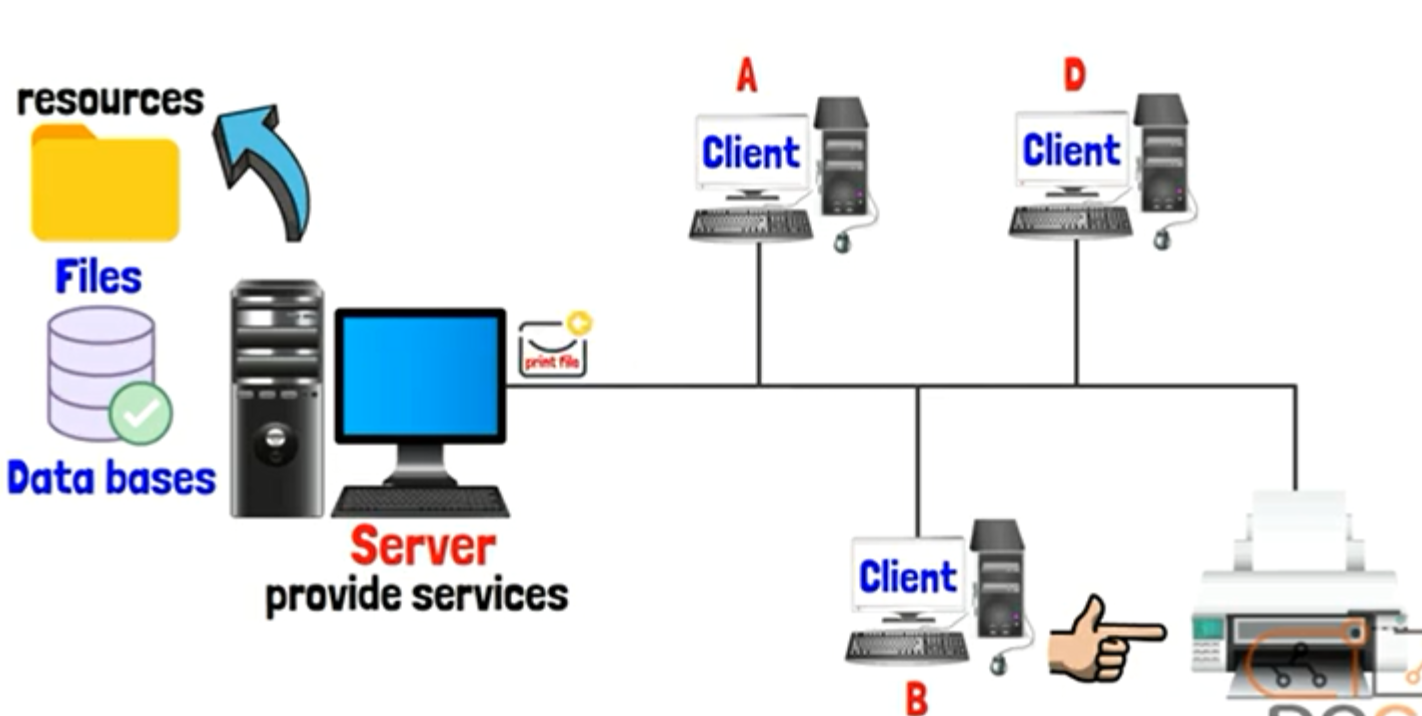 resources
Files
Data bases
print file
Server
provide services
A
Client
D
Client
Client
B